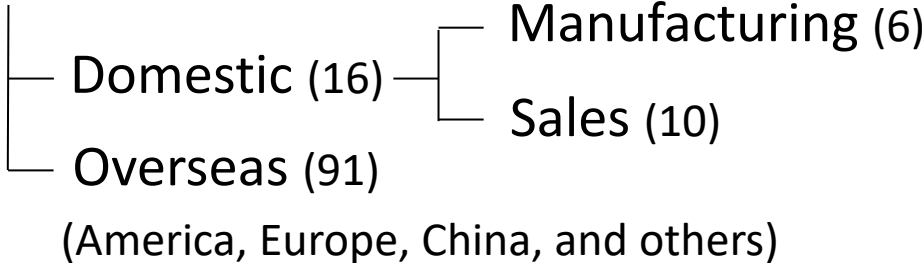 Manufacturing (6)
Domestic (16)
Sales (10)
Overseas (91)
(America, Europe, China, and others)